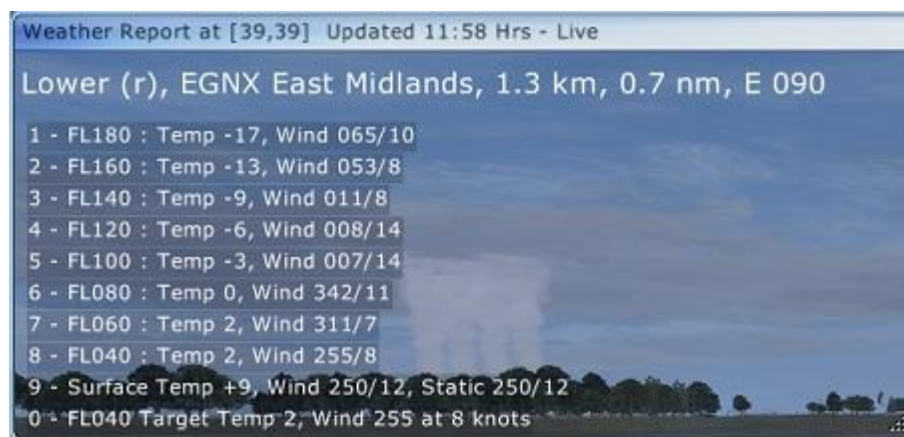 Weather Report at [39,39] Updated 11:58 Hrs - Live
Lower (r), EGNX East Midlands, 1.3 km, 0.7 nm, E 090
1 - FL180 : Temp -17, Wind 065/10
2 - FL160 : Temp -13, Wind 053/8
3 - FL140 : Temp -9, Wind 011/8
4 - FL120 : Temp -6, Wind 008/14
5 - FL100 : Temp -3, Wind 007/14
6 - FL080 : Temp 0, Wind 342/11
7 - FL060 : Temp 2, Wind 311/7
8 - FL040 : Temp 2, Wind 255/8
9 - Surface Temp +9, Wind 250/12, Static 250/12
0 - FL040 Target Temp 2, Wind 255 at 8 knots